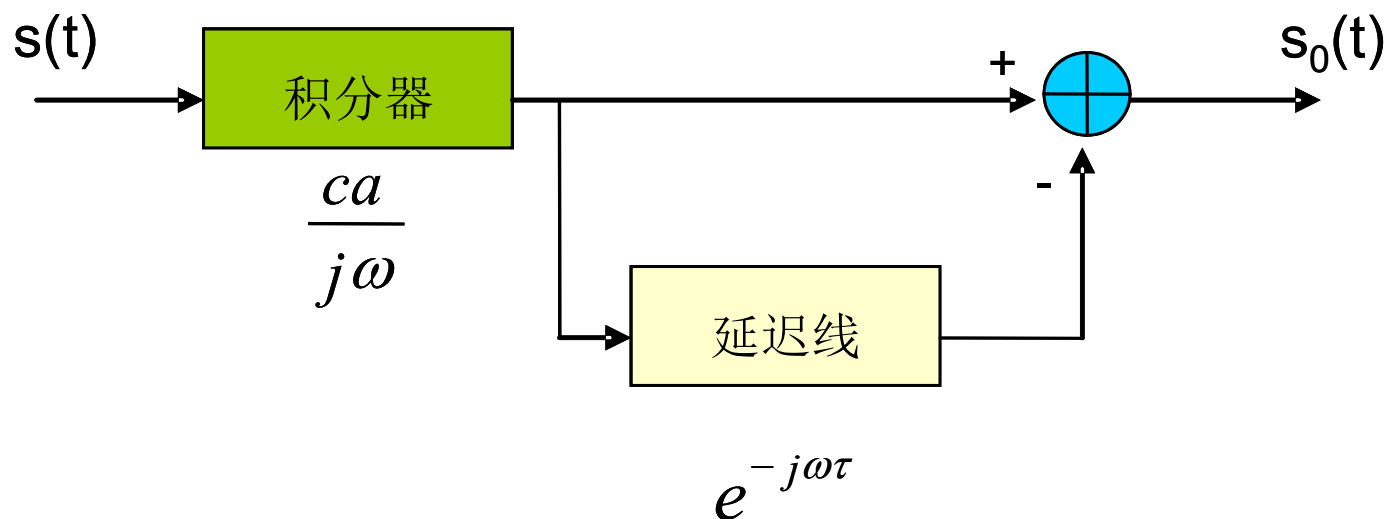 s(t)
积分器
+
s₀(t)
ca
jω
-
延迟线
e^{-jωτ}